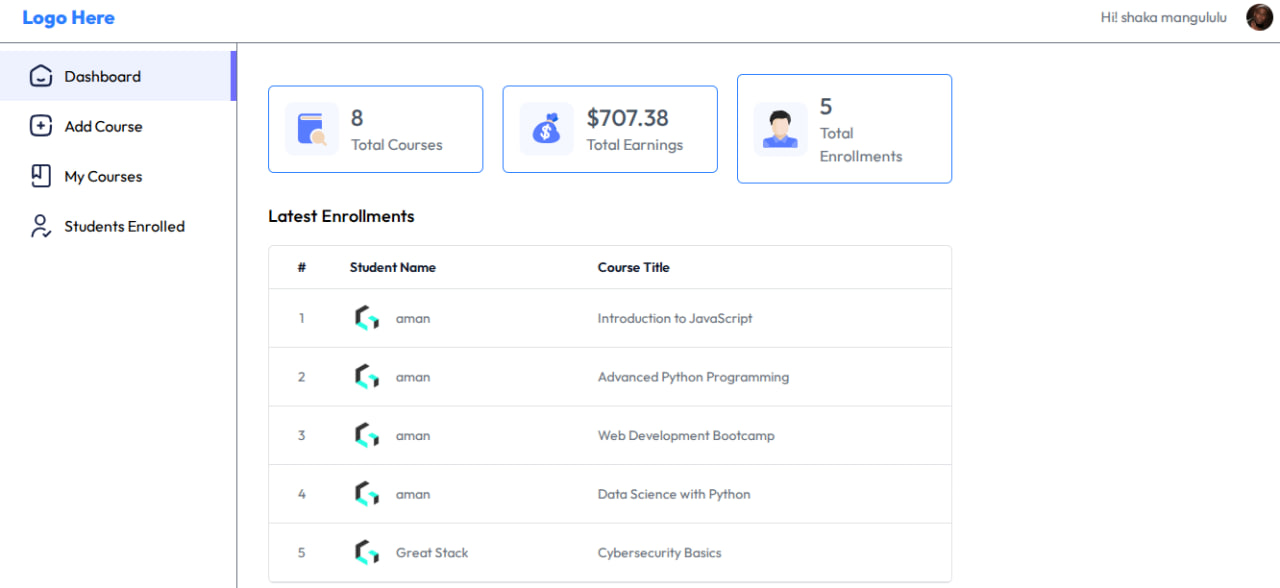 Logo Here
Hi! shaka mangululu
Dashboard
Add Course
My Courses
Students Enrolled
8
Total Courses
$707.38
Total Earnings
5
Total
Enrollments
Latest Enrollments
# Student Name Course Title
1 aman Introduction to JavaScript
2 aman Advanced Python Programming
3 aman Web Development Bootcamp
4 aman Data Science with Python
5 Great Stack Cybersecurity Basics